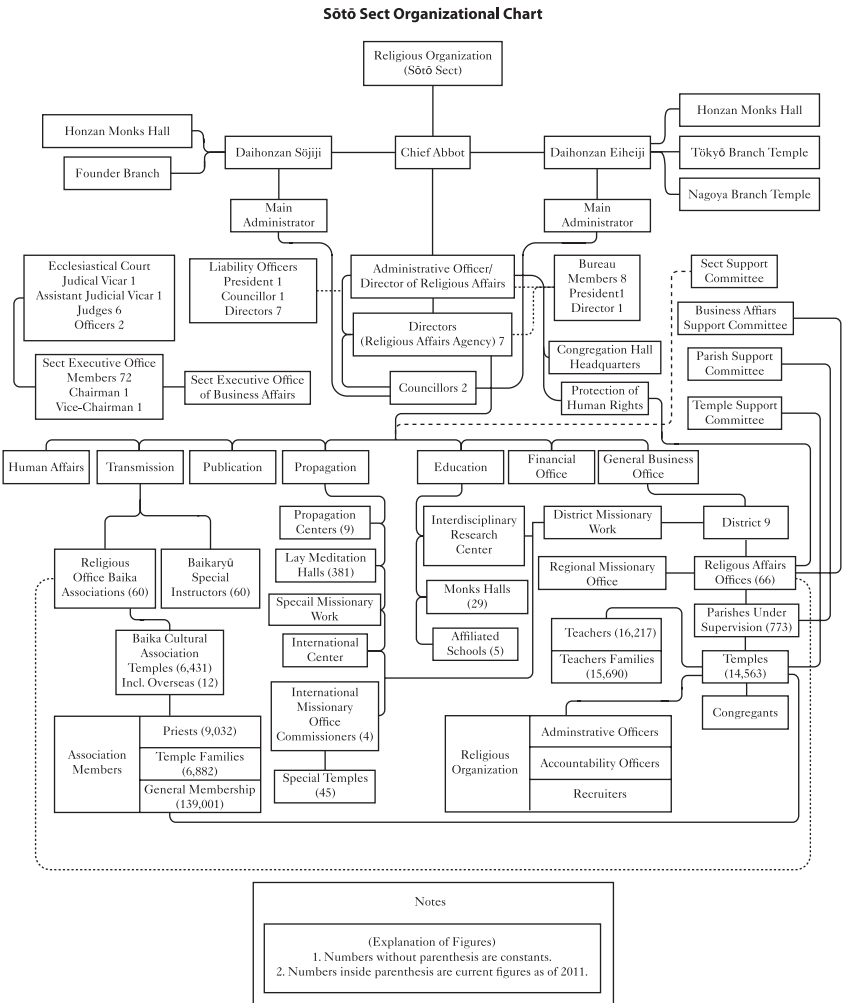 Sōtō Sect Organizational Chart
Religious Organization
(Sōtō Sect)
Honzan Monks Hall
Founder Branch
Daihonzan Sōjiji
Chief Abbot
Daihonzan Eiheiji
Honzan Monks Hall
Tōkyō Branch Temple
Nagoya Branch Temple
Main
Administrator
Main
Administrator
Ecclesiastical Court
Judical Vicar 1
Assistant Judicial Vicar 1
Judges 6
Officers 2
Liability Officers
President 1
Councillor 1
Directors 7
Administrative Officer/
Director of Religious Affairs
Bureau
Members 8
President1
Director 1
Sect Support
Committee
Business Affiars
Support Committee
Directors
(Religious Affairs Agency) 7
Congregation Hall
Headquarters
Parish Support
Committee
Sect Executive Office
Members 72
Chairman 1
Vice-Chairman 1
Sect Executive Office
of Business Affairs
Councillors 2
Protection of
Human Rights
Temple Support
Committee
Human Affairs
Transmission
Publication
Propagation
Education
Financial
Office
General Business
Office
Propagation
Centers (9)
Interdisciplinary
Research
Center
District Missionary
Work
District 9
Religious
Office Baika
Associations (60)
Baikaryū
Special
Instructors (60)
Lay Meditation
Halls (381)
Regional Missionary
Office
Religous Affairs
Offices (66)
Specail Missionary
Work
Monks Halls
(29)
Parishes Under
Supervision (773)
Baika Cultural
Association
Temples (6,431)
Incl. Overseas (12)
International
Center
Affiliated
Schools (5)
Teachers (16,217)
Teachers Families
(15,690)
Temples
(14,563)
International
Missionary
Office
Commissioners (4)
Congregants
Association
Members
Priests (9,032)
Temple Families
(6,882)
General Membership
(139,001)
Special Temples
(45)
Religious
Organization
Adminstrative Officers
Accountability Officers
Recruiters
Notes
(Explanation of Figures)
1. Numbers without parenthesis are constants.
2. Numbers inside parenthesis are current figures as of 2011.